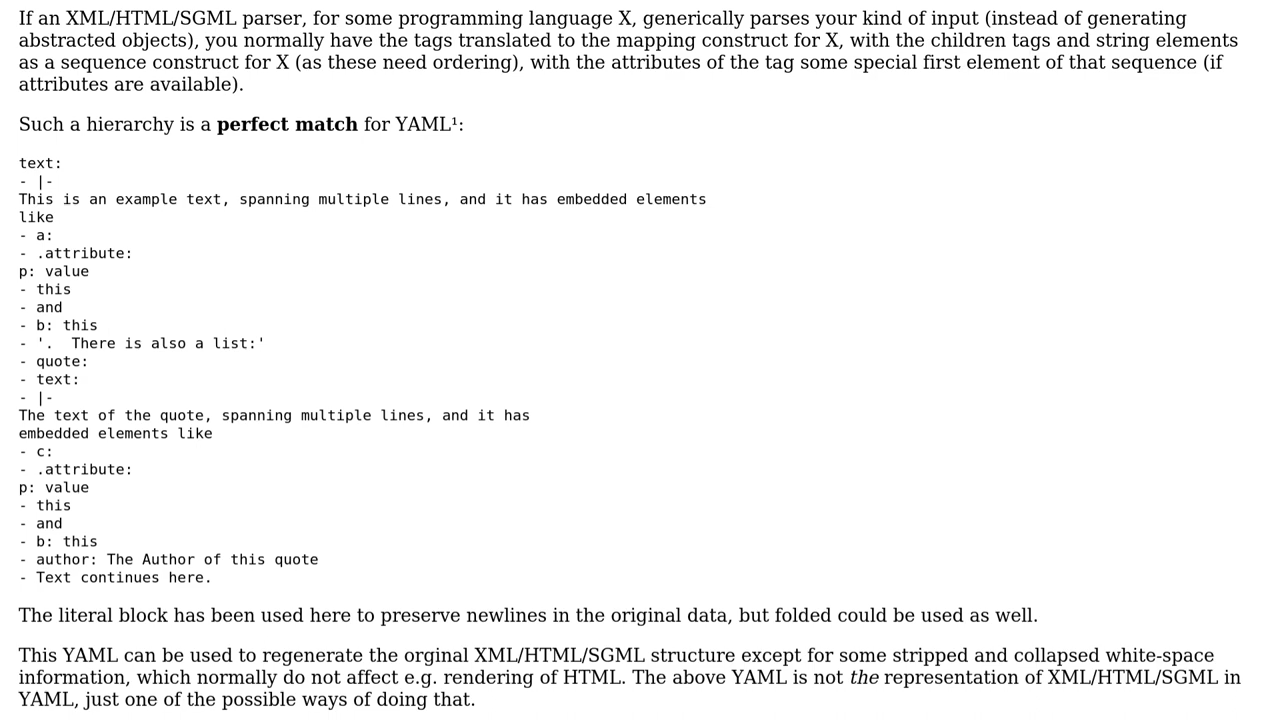 If an XML/HTML/SGML parser, for some programming language X, generically parses your kind of input (instead of generating
abstracted objects), you normally have the tags translated to the mapping construct for X, with the children tags and string elements
as a sequence construct for X (as these need ordering), with the attributes of the tag some special first element of that sequence (if
attributes are available).
Such a hierarchy is a perfect match for YAML¹:
text:
- |-
This is an example text, spanning multiple lines, and it has embedded elements
like
- a:
- .attribute:
p: value
- this
- and
- b: this
- '.  There is also a list:'
- quote:
- text:
- |-
The text of the quote, spanning multiple lines, and it has
embedded elements like
- c:
- .attribute:
p: value
- this
- and
- b: this
- author: The Author of this quote
- Text continues here.
The literal block has been used here to preserve newlines in the original data, but folded could be used as well.
This YAML can be used to regenerate the orginal XML/HTML/SGML structure except for some stripped and collapsed white-space
information, which normally do not affect e.g. rendering of HTML. The above YAML is not the representation of XML/HTML/SGML in
YAML, just one of the possible ways of doing that.